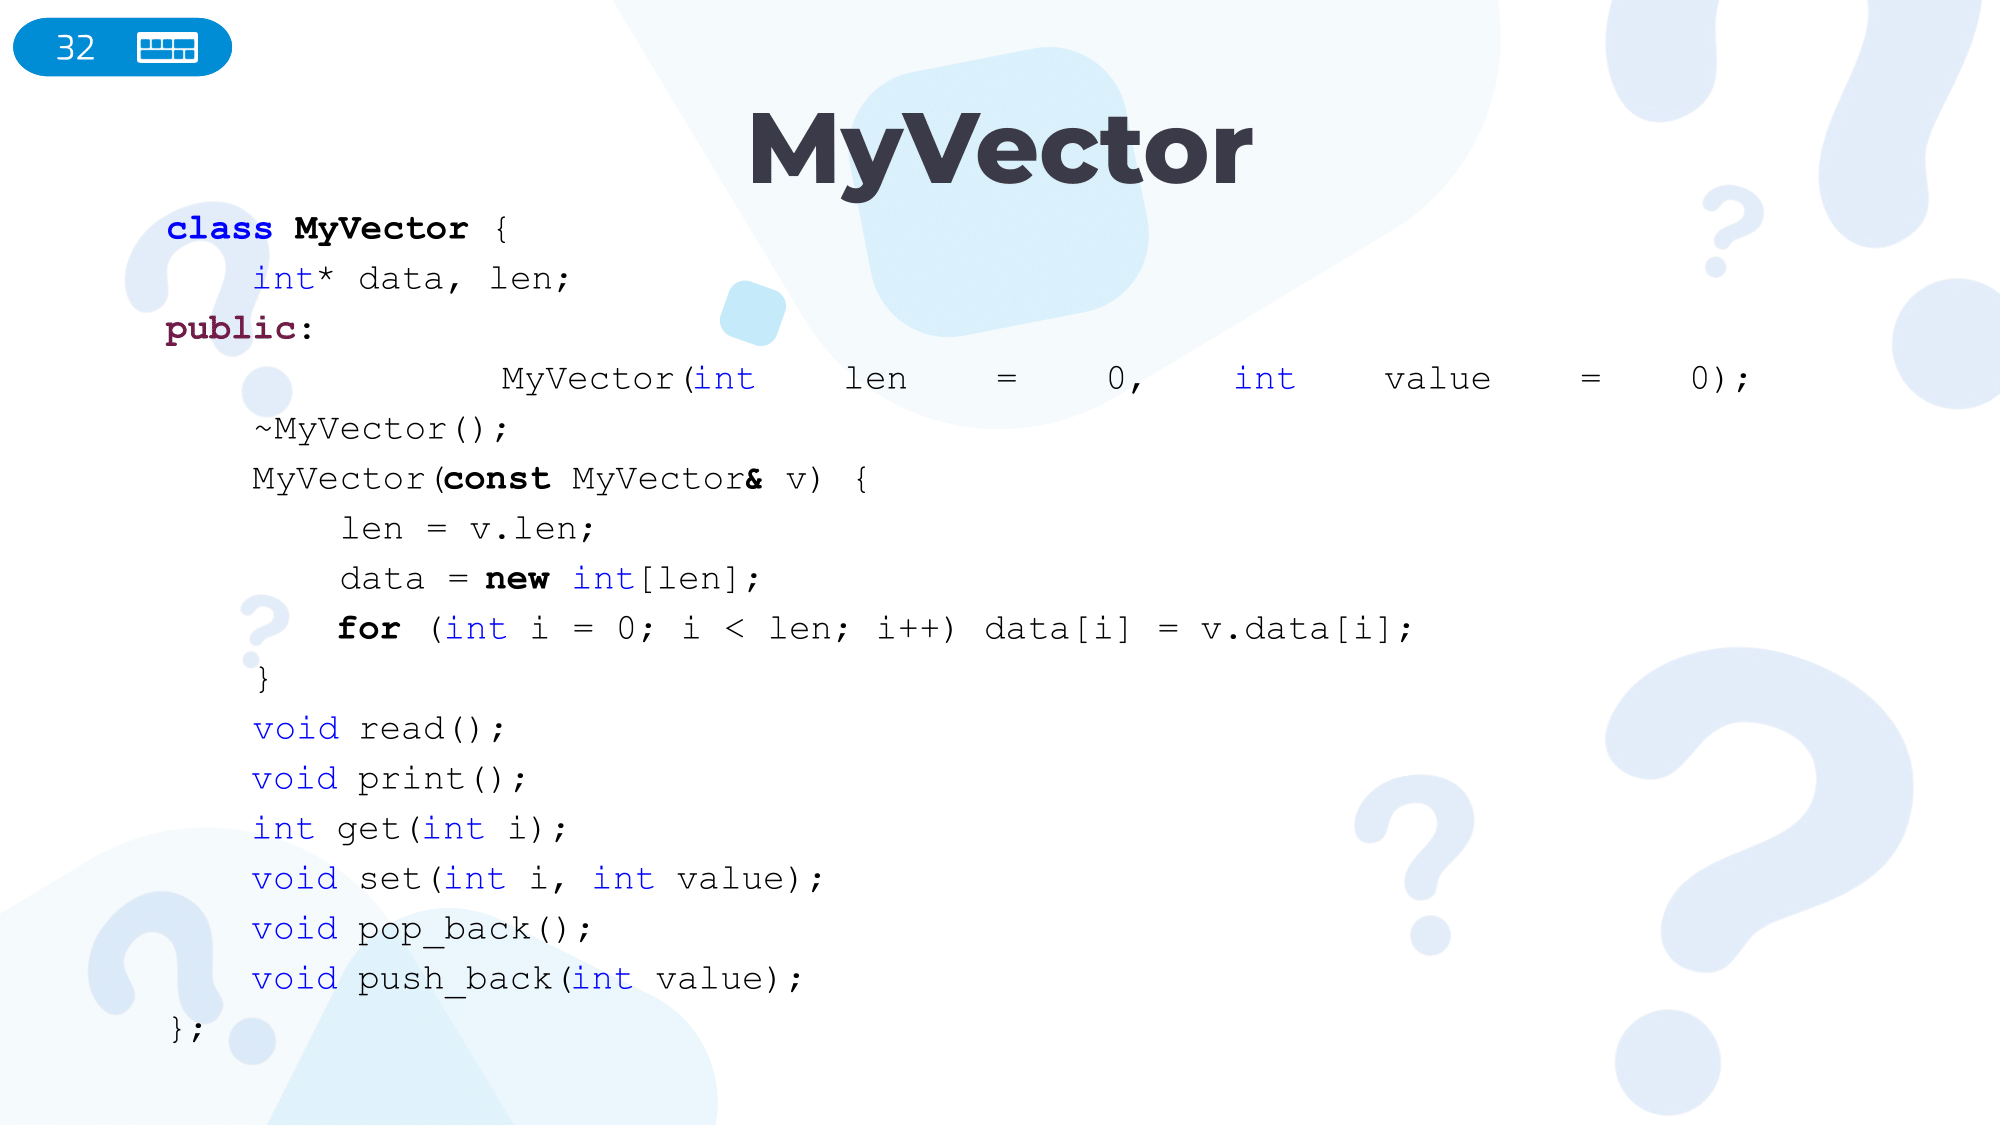 32
MyVector
class MyVector {
    int* data, len;
public:
    MyVector(int len = 0, int value = 0);
    ~MyVector();
    MyVector(const MyVector& v) {
        len = v.len;
        data = new int[len];
        for (int i = 0; i < len; i++) data[i] = v.data[i];
    }
    void read();
    void print();
    int get(int i);
    void set(int i, int value);
    void pop_back();
    void push_back(int value);
};